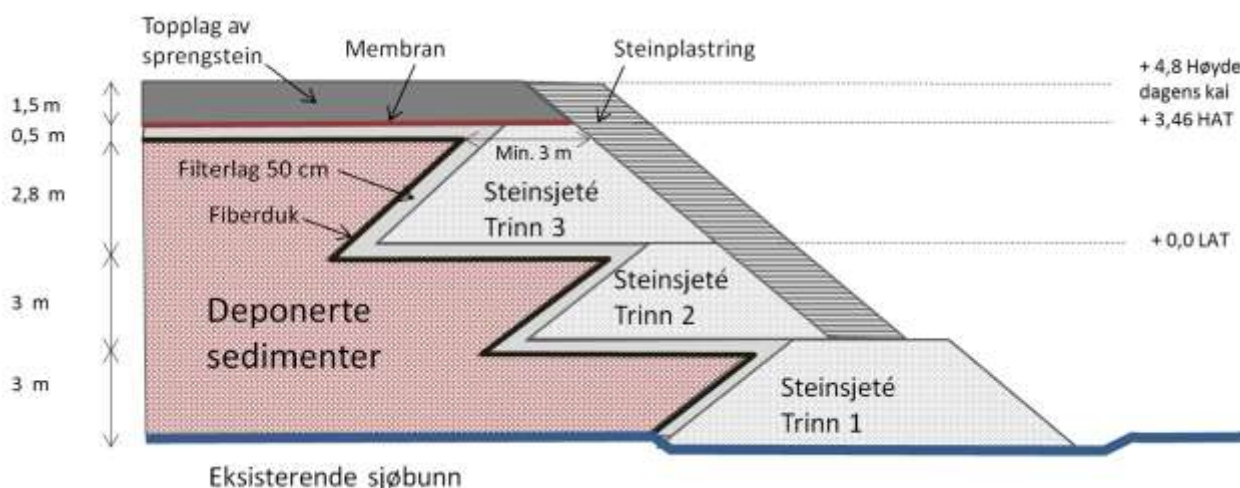 Topplag av
sprengstein
Membran
Steinplastring
+ 4,8 Høyde
dagens kai
+ 3,46 HAT
1,5 m
0,5 m
Min. 3 m
Filterlag 50 cm
2,8 m
Steinsjeté
Trinn 3
Fiberduk
+ 0,0 LAT
Steinsjeté
Trinn 2
3 m
Deponerte
sedimenter
3 m
Steinsjeté
Trinn 1
Eksisterende sjøbunn